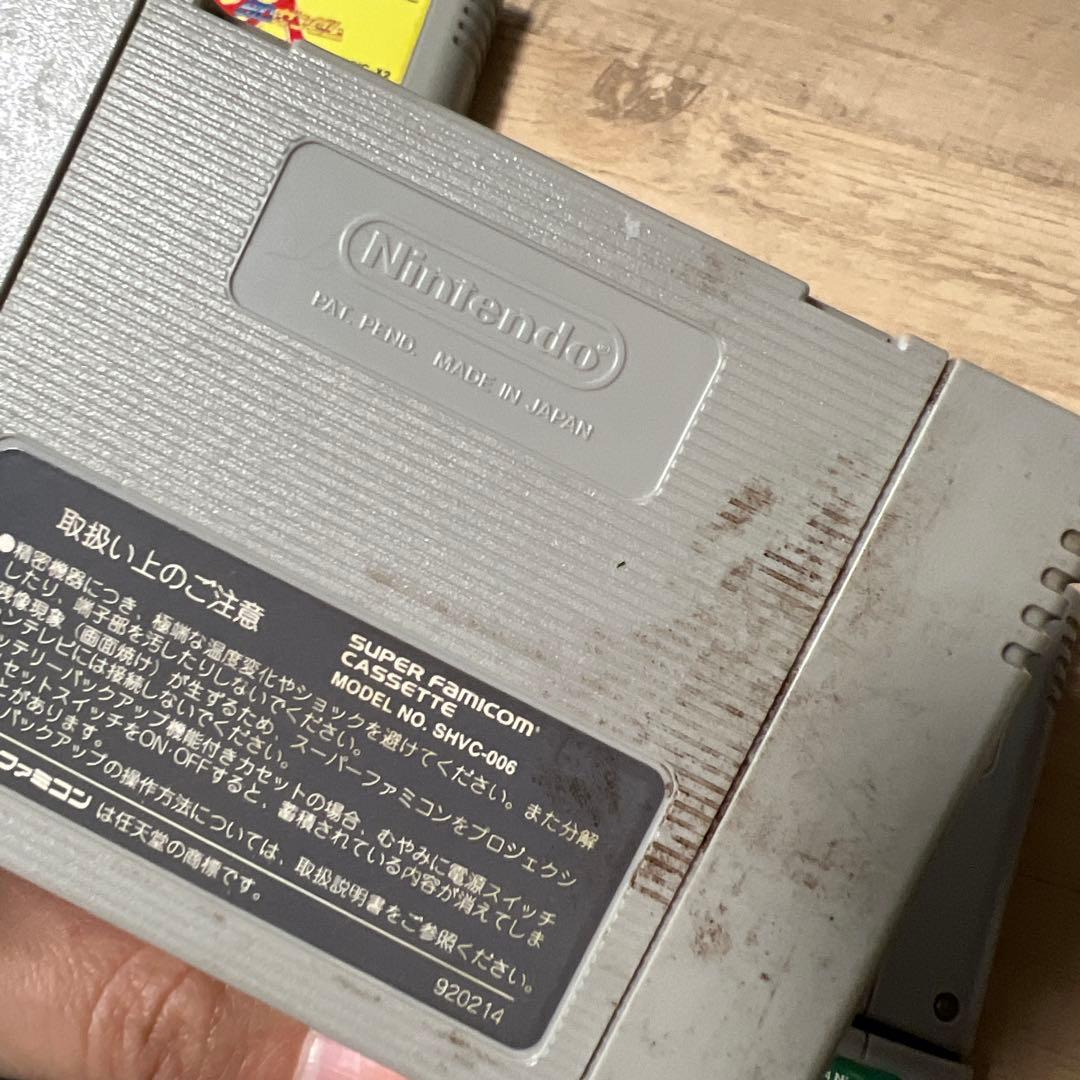 Nintendo®
PAT. PEND. MADE IN JAPAN
取扱い上のご注意
SUPER Famicom
CASSETTE
MODEL NO. SHVC-006
●精密機器につき、極端な温度変化やショックを避けてください。また分解
したり、端子部を汚したりしないでください。
残像現象(画面焼け)が生ずるため、スーパーファミコンをプロジェクシ
ンテレビには接続しないでください。
ッテリーバックアップ機能付きカセットの場合、むやみに電源スイッチ
セットスイッチをON・OFFすると、蓄積されている内容が消えてしま
とがあります。
バックアップの操作方法については、取扱説明書をご参照ください。
ファミコンは任天堂の商標です。
920214